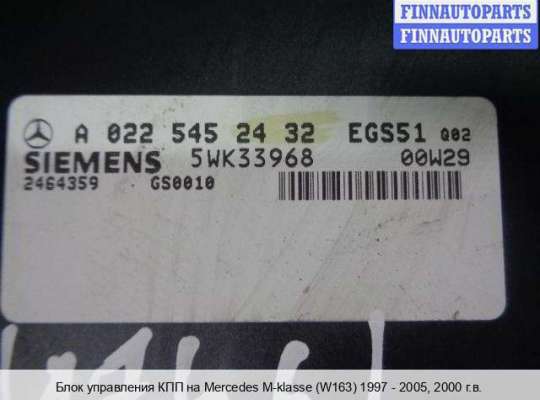 FINNAUTOPARTS
FINNAUTOPARTS
A 022 545 24 32 EGS51 Q02
SIEMENS 5WK33968 00W29
2464359 GS0010
Блок управления КПП на Mercedes M-klasse (W163) 1997 - 2005, 2000 г.в.